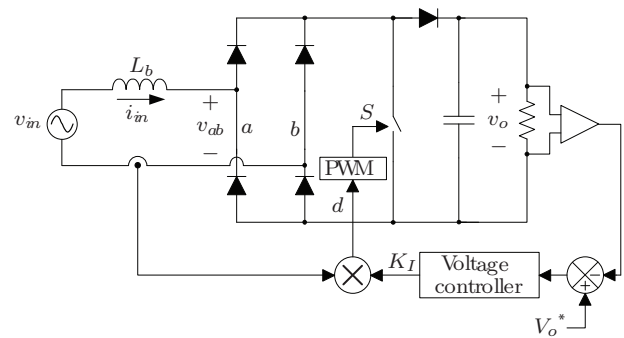 L_b
+
S
+
v_in
i_in
v_ab
a
b
v_o
−
−
PWM
d
K_I
Voltage
controller
−
+
V_o*